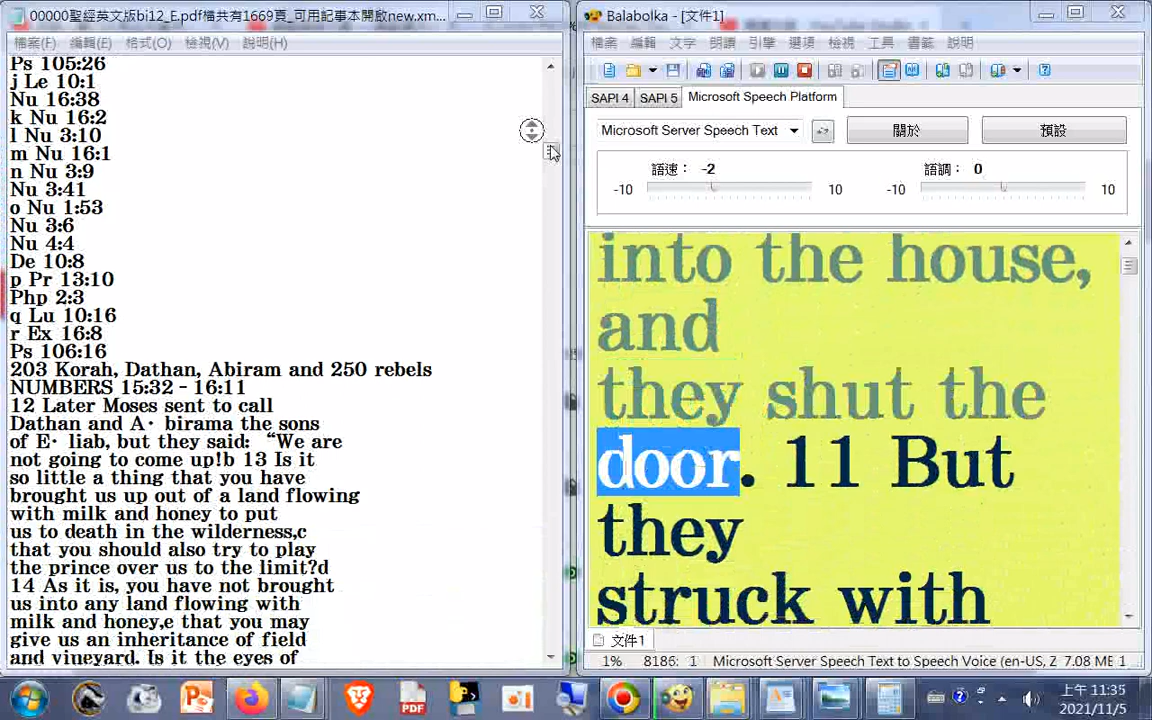 00000聖經英文版bi12_E.pdf檔共有1669頁_可用記事本開啟new.xm...
檔案(F) 編輯(E) 格式(O) 檢視(V) 說明(H)
Ps 105:26
j Le 10:1
Nu 16:38
k Nu 16:2
l Nu 3:10
m Nu 16:1
n Nu 3:9
Nu 3:41
o Nu 1:53
Nu 3:6
Nu 4:4
De 10:8
p Pr 13:10
Php 2:3
q Lu 10:16
r Ex 16:8
Ps 106:16
203 Korah, Dathan, Abiram and 250 rebels
NUMBERS 15:32 – 16:11
12 Later Moses sent to call
Dathan and A· birama the sons
of E· liab, but they said: “We are
not going to come up!b 13 Is it
so little a thing that you have
brought us up out of a land flowing
with milk and honey to put
us to death in the wilderness,c
that you should also try to play
the prince over us to the limit?d
14 As it is, you have not brought
us into any land flowing with
milk and honey,e that you may
give us an inheritance of field
and vineyard. Is it the eyes of
Balabolka - [文件1]
檔案 編輯 文字 朗讀 引擎 選項 檢視 工具 書籤 說明
SAPI 4 SAPI 5 Microsoft Speech Platform
Microsoft Server Speech Text 關於 預設
語速： -2 語調： 0
-10 10 -10 10
into the house,
and
they shut the
door. 11 But
they
struck with
文件1
1% 8186: 1 Microsoft Server Speech Text to Speech Voice (en-US, Z 7.08 ME 1
上午 11:35
2021/11/5